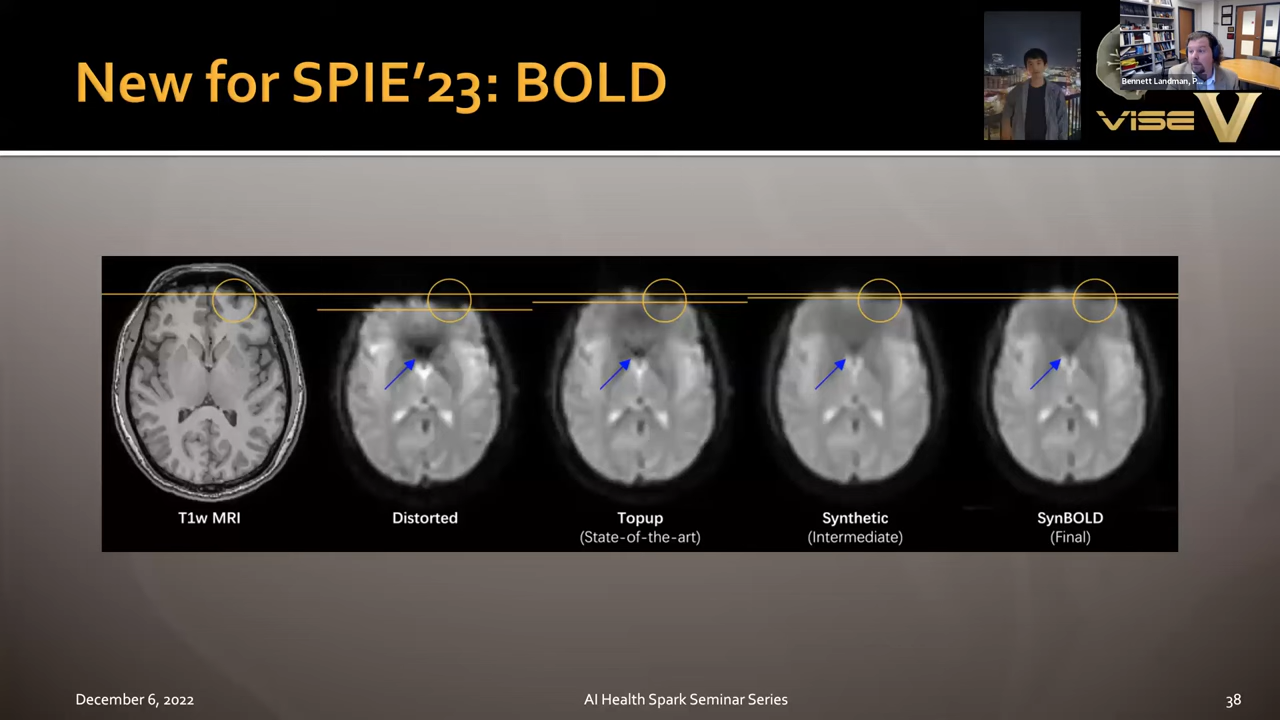 New for SPIE’23: BOLD
Bennett Landman, P...
VISE
V
T1w MRI
Distorted
Topup
(State-of-the-art)
Synthetic
(Intermediate)
SynBOLD
(Final)
December 6, 2022
AI Health Spark Seminar Series
38